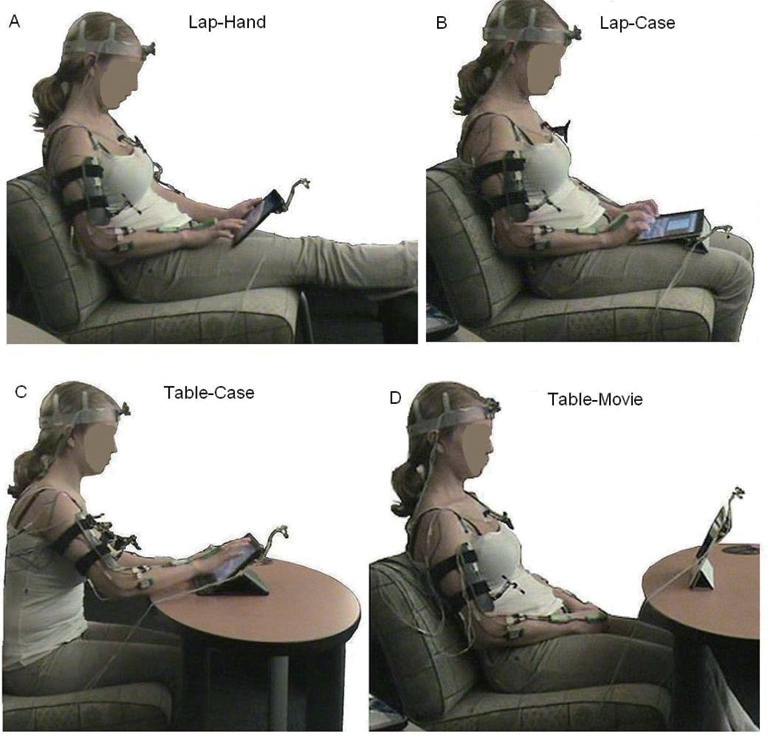 A
Lap-Hand
B
Lap-Case
C
Table-Case
D
Table-Movie